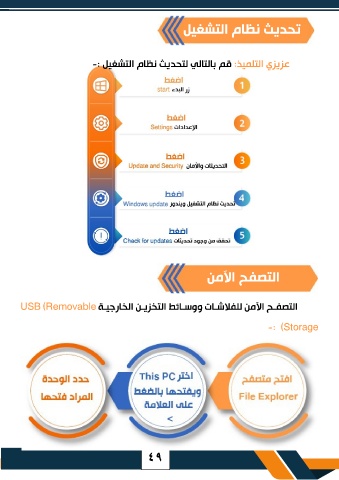 تحديث نظام التشغيل
عزيزي التلميذ: قم بالتالي لتحديث نظام التشغيل :-
1
اضغط
زر البدء start
2
اضغط
الإعدادات Settings
3
اضغط
التحديثات والأمان Update and Security
4
اضغط
تحديث نظام التشغيل ويندوز Windows update
5
اضغط
تحقق من وجود تحديثات Check for updates
التصفح الآمن
التصفح الآمن للفلاشات ووسائط التخزين الخارجية USB (Removable
Storage) :-
افتح متصفح
File Explorer
اختر This PC
ويفتحها بالضغط
على العلامة
>
حدد الوحدة
المراد فتحها
٤٩